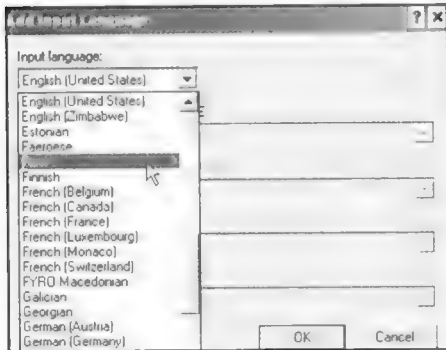 Input language:
English (United States)
English (United States)
English (Zimbabwe)
Estonian
Faeroese
Finnish
French (Belgium)
French (Canada)
French (France)
French (Luxembourg)
French (Monaco)
French (Switzerland)
FYRO Macedonian
Galician
Georgian
German (Austria)
German (Germany)
OK
Cancel